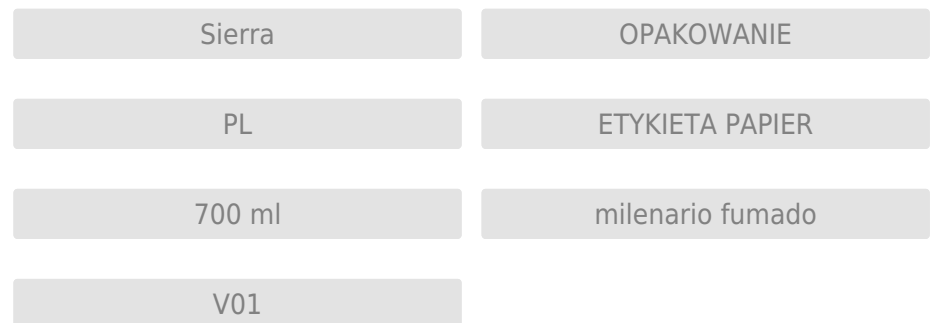 Sierra
OPAKOWANIE
PL
ETYKIETA PAPIER
700 ml
milenario fumado
V01